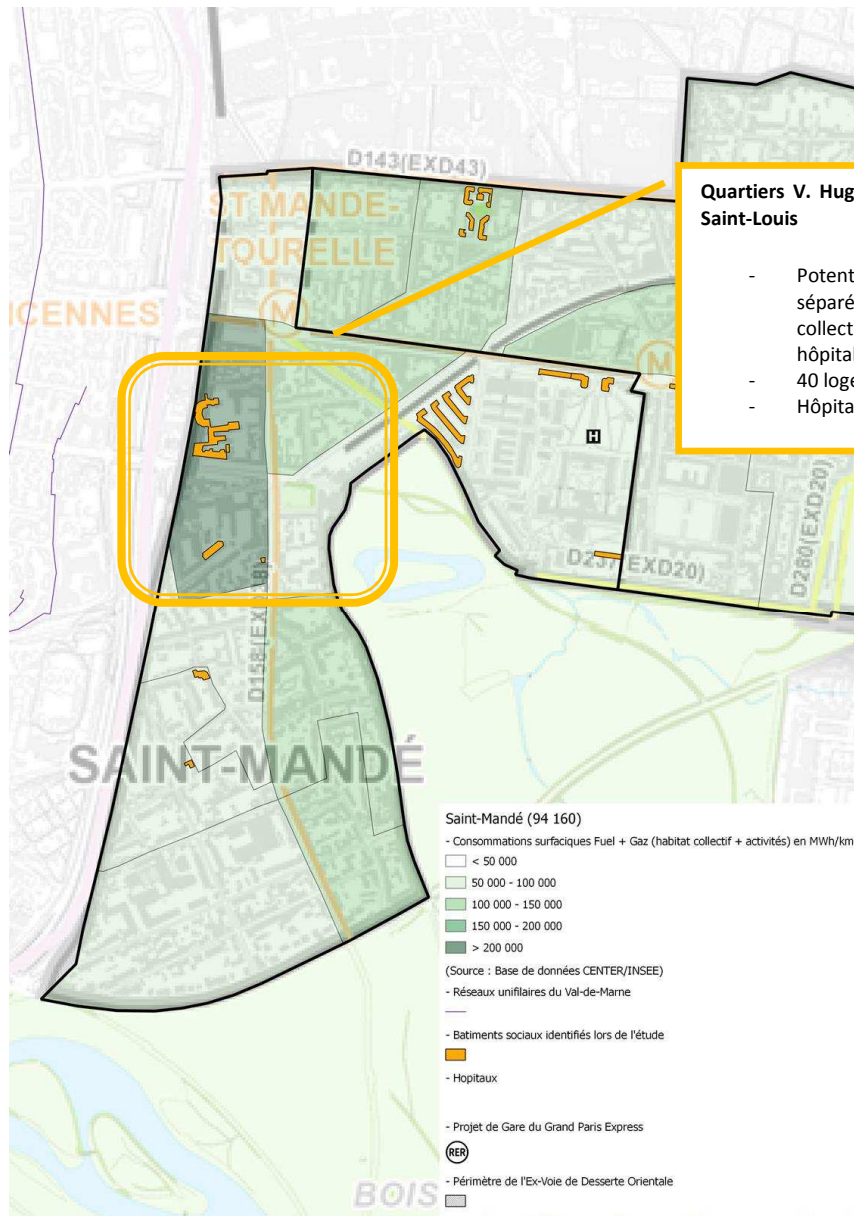 D143(EXD43)
ST MANDE-
TOURELLE
CENNES
M
M
Quartiers V. Hug
Saint-Louis
- Potent
séparé
collect
hôpital
- 40 loge
- Hôpita
H
D237(EXD20)
D280(EXD20)
SAINT-MANDÉ
Saint-Mandé (94 160)
- Consommations surfaciques Fuel + Gaz (habitat collectif + activités) en MWh/km
< 50 000
50 000 - 100 000
100 000 - 150 000
150 000 - 200 000
> 200 000
(Source : Base de données CENTER/INSEE)
- Réseaux unifilaires du Val-de-Marne
- Batiments sociaux identifiés lors de l'étude
- Hopitaux
- Projet de Gare du Grand Paris Express
RER
- Périmètre de l'Ex-Voie de Desserte Orientale
BOIS